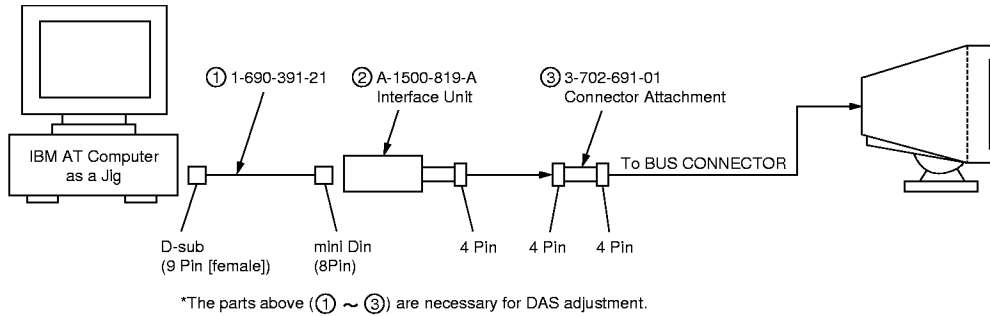 ① 1-690-391-21
② A-1500-819-A
Interface Unit
③ 3-702-691-01
Connector Attachment
IBM AT Computer
as a Jig
To BUS CONNECTOR
D-sub
(9 Pin [female])
mini Din
(8Pin)
4 Pin
4 Pin
4 Pin
*The parts above (① ~ ③) are necessary for DAS adjustment.